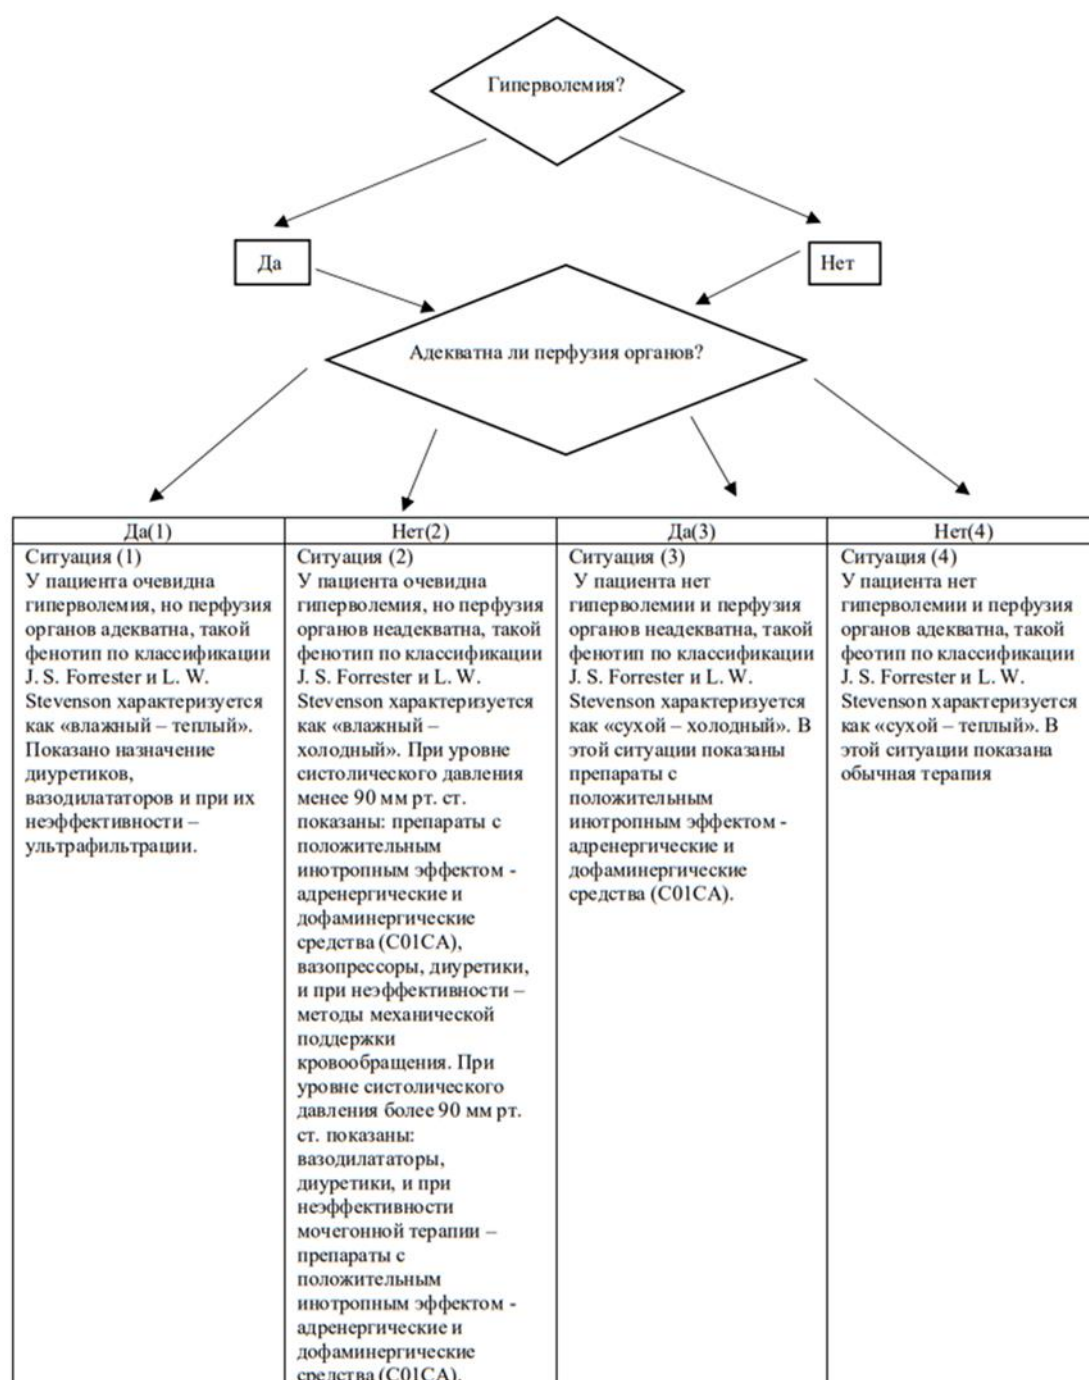 Гиперволемия?
Да
Нет
Адекватна ли перфузия органов?
Да(1)
Нет(2)
Да(3)
Нет(4)
Ситуация (1)
У пациента очевидна
гиперволемия, но перфузия
органов адекватна, такой
фенотип по классификации
J. S. Forrester и L. W.
Stevenson характеризуется
как «влажный – теплый».
Показано назначение
диуретиков,
вазодилататоров и при их
неэффективности –
ультрафильтрации.
Ситуация (2)
У пациента очевидна
гиперволемия, но перфузия
органов неадекватна, такой
фенотип по классификации
J. S. Forrester и L. W.
Stevenson характеризуется
как «влажный –
холодный». При уровне
систолического давления
менее 90 мм рт. ст.
показаны: препараты с
положительным
инотропным эффектом -
адренергические и
дофаминергические
средства (C01CA),
вазопрессоры, диуретики,
и при неэффективности –
методы механической
поддержки
кровообращения. При
уровне систолического
давления более 90 мм рт.
ст. показаны:
вазодилататоры,
диуретики, и при
неэффективности
мочегонной терапии –
препараты с
положительным
инотропным эффектом -
адренергические и
дофаминергические
средства (C01CA).
Ситуация (3)
У пациента нет
гиперволемии и перфузия
органов неадекватна, такой
фенотип по классификации
J. S. Forrester и L. W.
Stevenson характеризуется
как «сухой – холодный». В
этой ситуации показаны
препараты с
положительным
инотропным эффектом -
адренергические и
дофаминергические
средства (C01CA).
Ситуация (4)
У пациента нет
гиперволемии и перфузия
органов адекватна, такой
феотип по классификации
J. S. Forrester и L. W.
Stevenson характеризуется
как «сухой – теплый». В
этой ситуации показана
обычная терапия